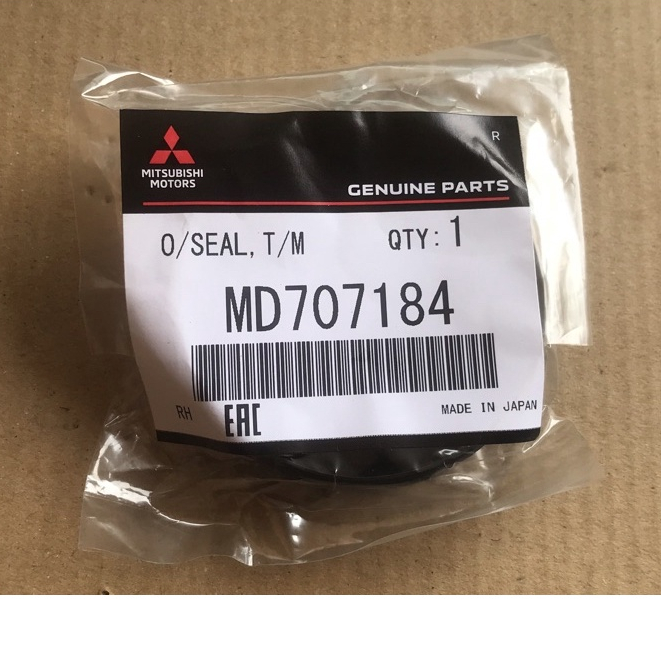 R
MITSUBISHI
MOTORS
GENUINE PARTS
O/SEAL,T/M QTY: 1
MD707184
RH EAC MADE IN JAPAN